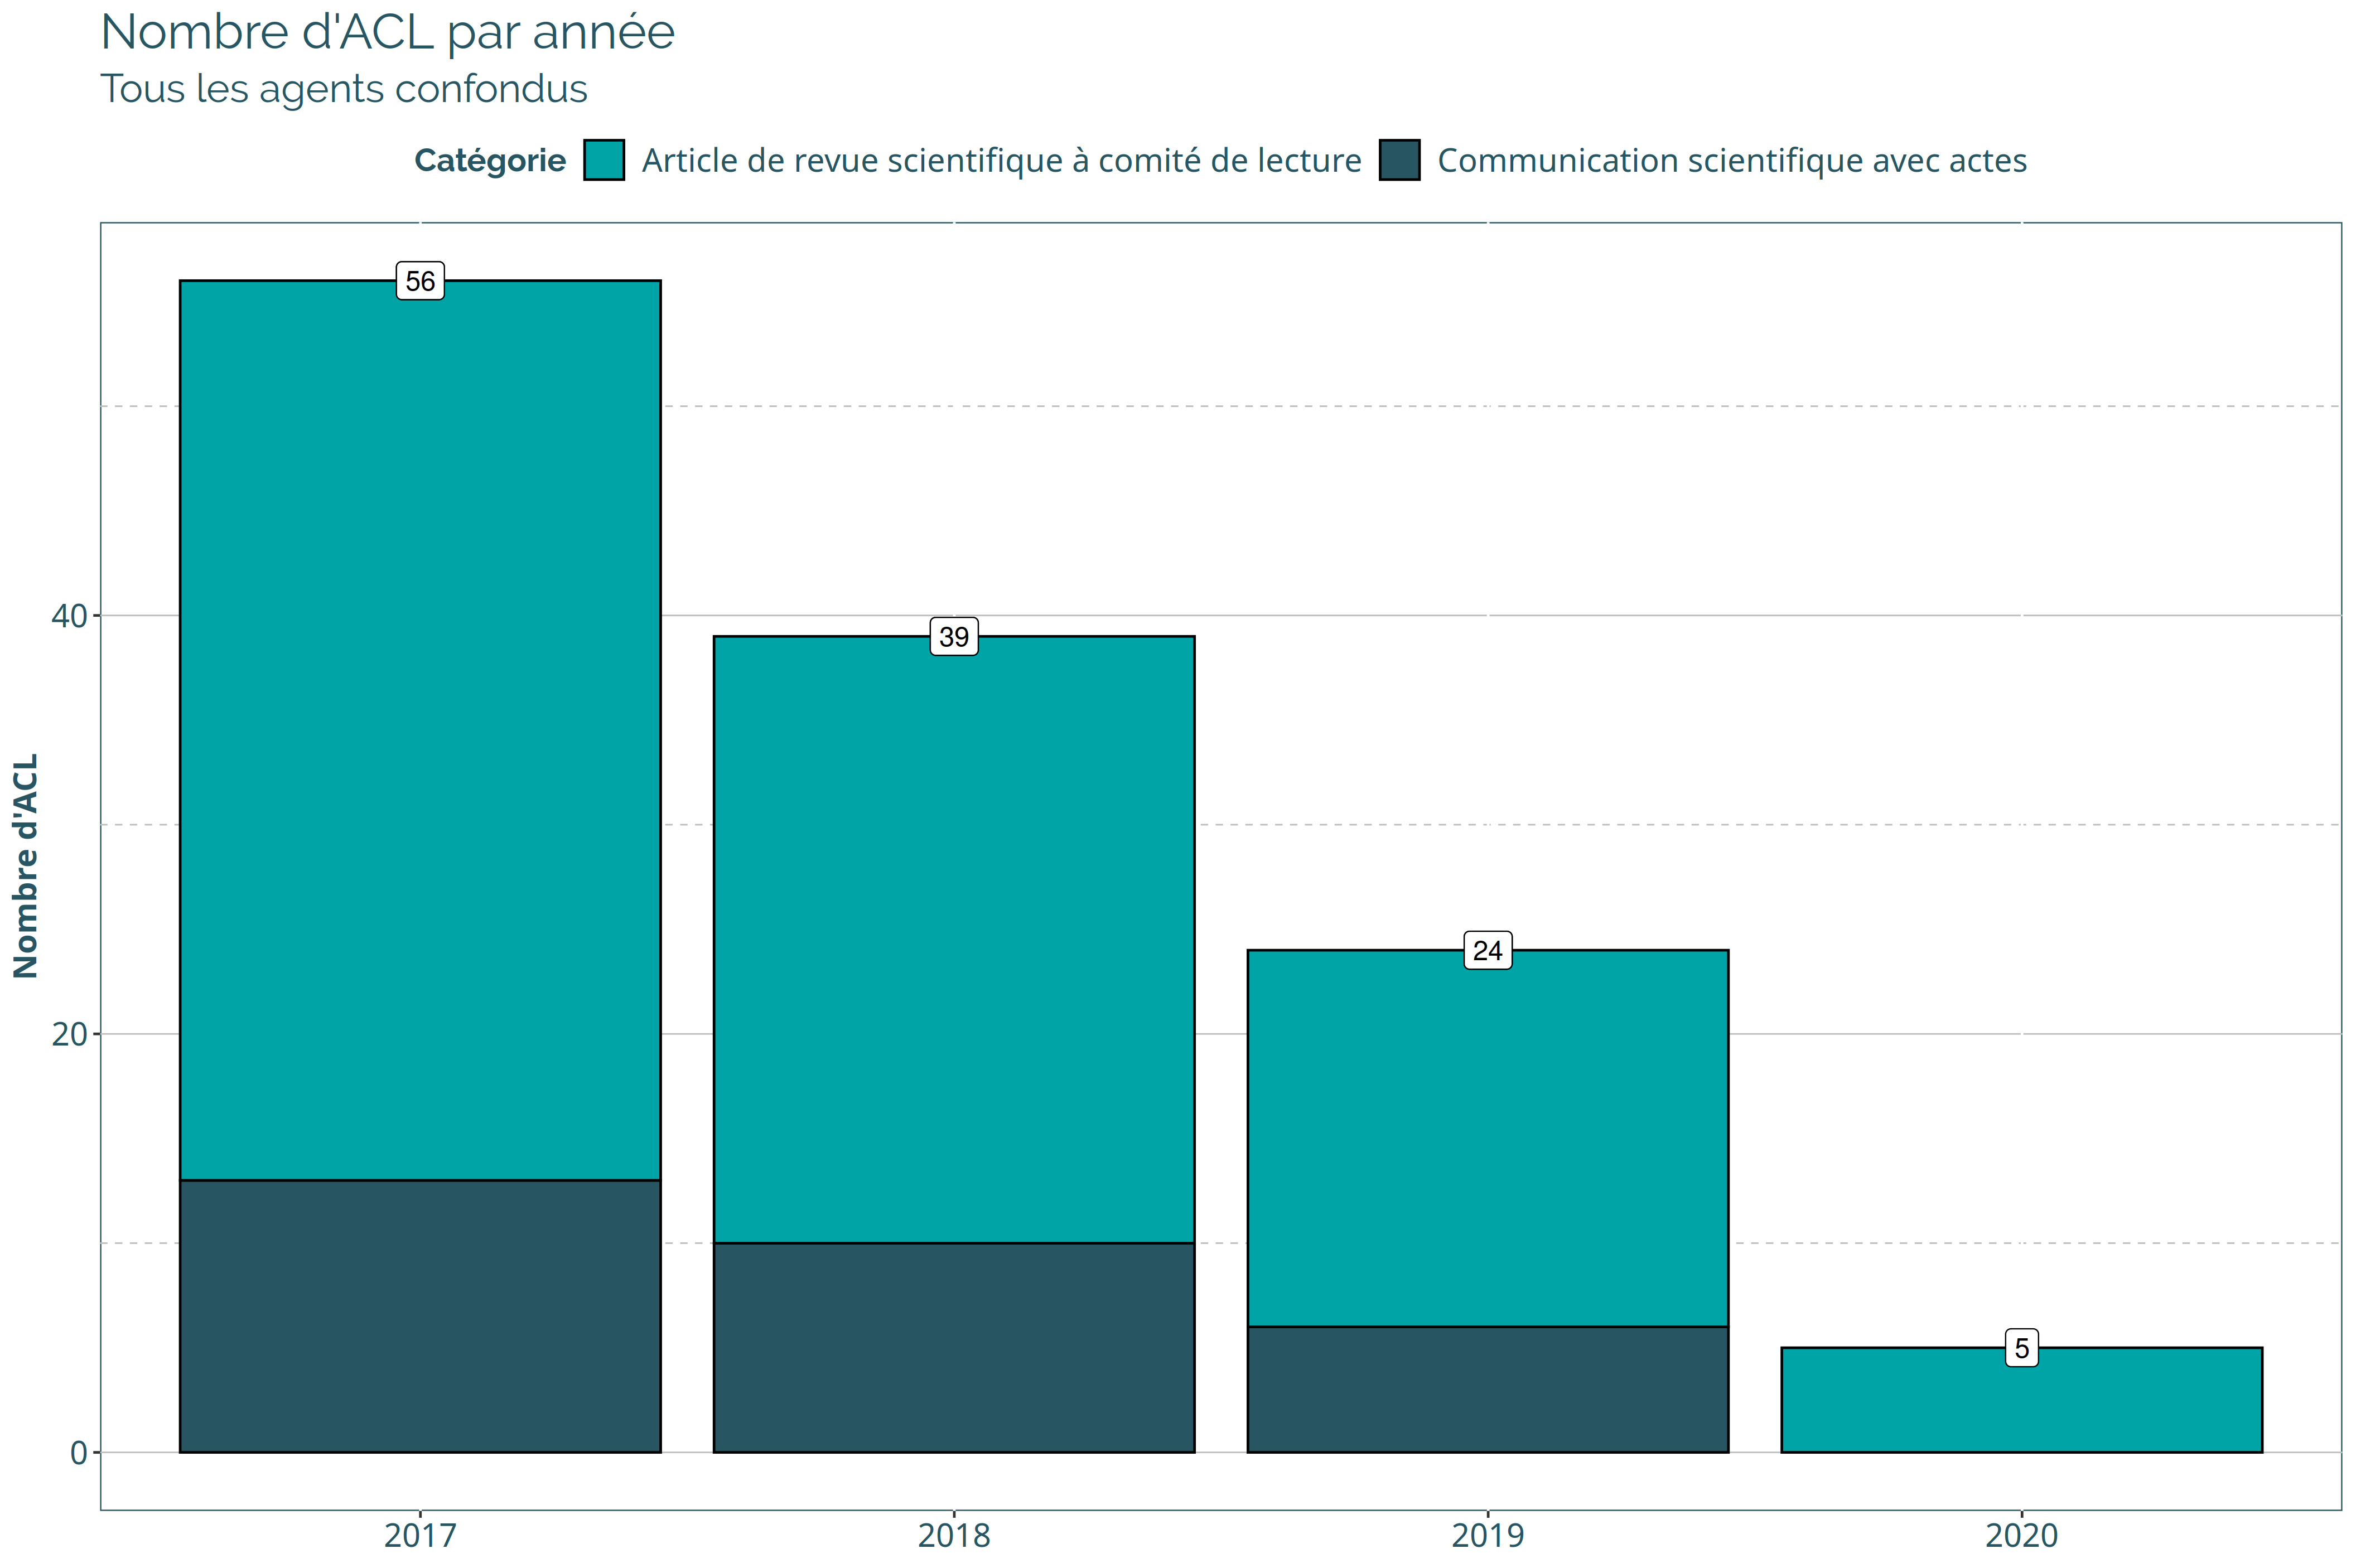 Nombre d'ACL par année
Tous les agents confondus
Catégorie Article de revue scientifique à comité de lecture Communication scientifique avec actes
56
40
39
Nombre d'ACL
24
20
5
0
2017 2018 2019 2020